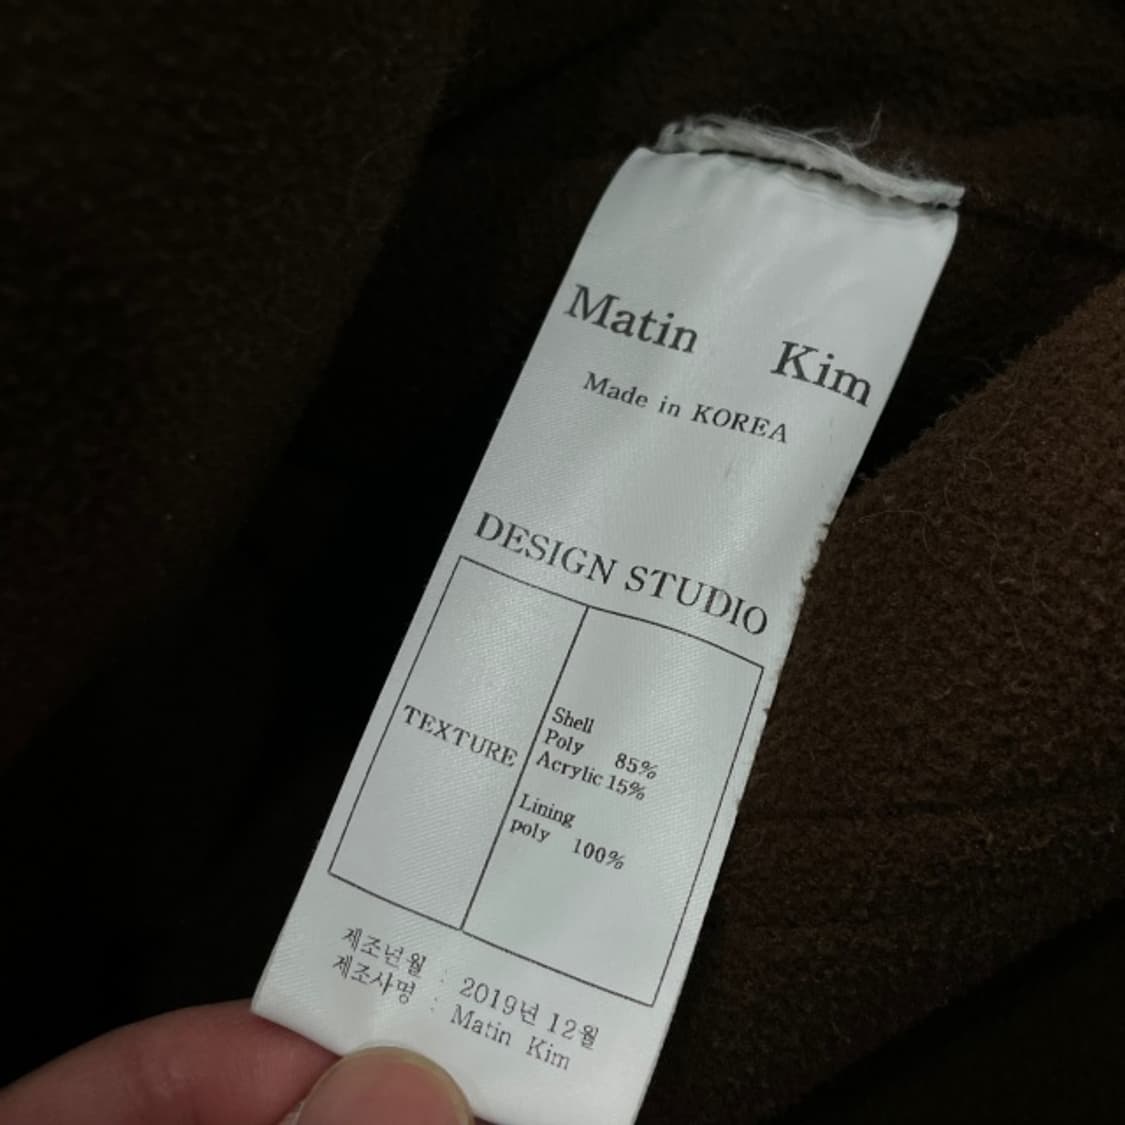 Matin Kim
Made in KOREA
DESIGN STUDIO
TEXTURE
Shell
Poly 85%
Acrylic 15%
Lining
poly 100%
제조년월 : 2019년 12월
제조사명 : Matin Kim